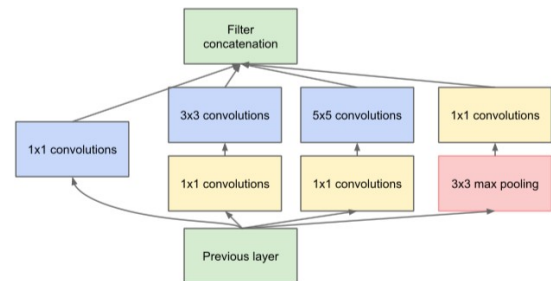 Filter
concatenation
3x3 convolutions
5x5 convolutions
1x1 convolutions
1x1 convolutions
1x1 convolutions
1x1 convolutions
3x3 max pooling
Previous layer